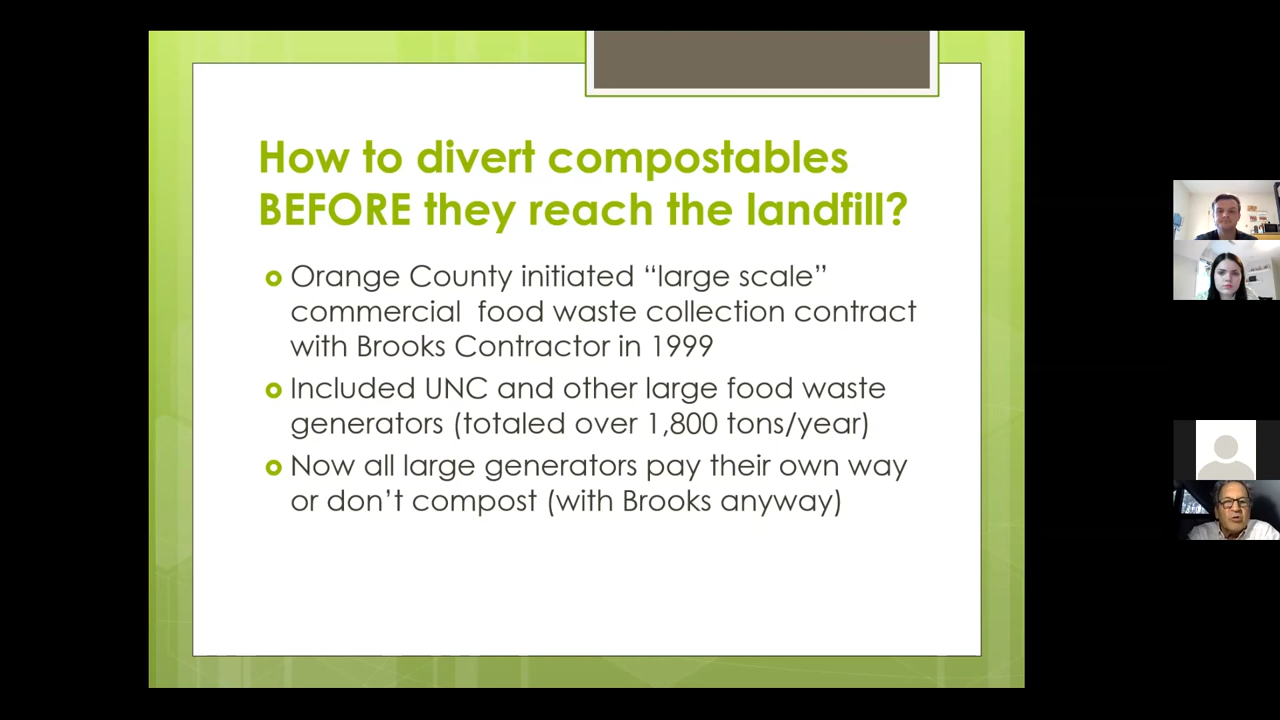 How to divert compostables
BEFORE they reach the landfill?
Orange County initiated “large scale”
commercial  food waste collection contract
with Brooks Contractor in 1999
Included UNC and other large food waste
generators (totaled over 1,800 tons/year)
Now all large generators pay their own way
or don’t compost (with Brooks anyway)